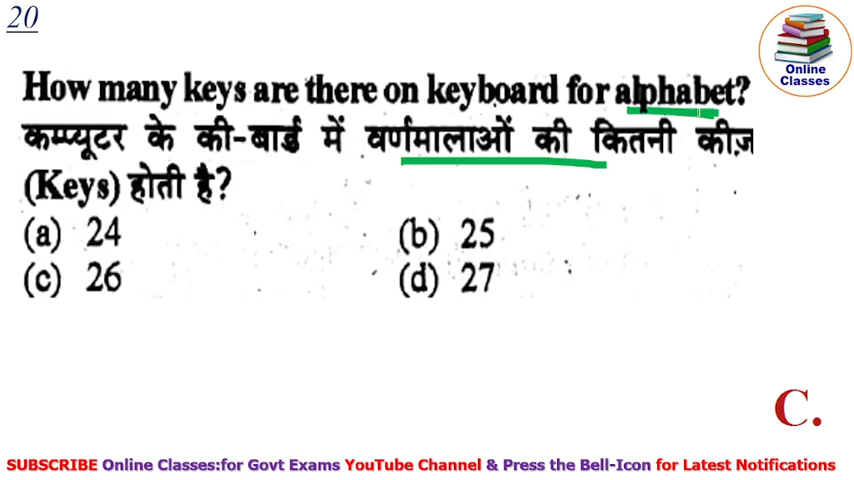 20
Online
Classes
How many keys are there on keyboard for alphabet?
कम्प्यूटर के की-बार्ड में वर्णमालाओं की कितनी कीज़
(Keys) होती है?
(a) 24 (b) 25
(c) 26 (d) 27
C.
SUBSCRIBE Online Classes:for Govt Exams YouTube Channel & Press the Bell-Icon for Latest Notifications